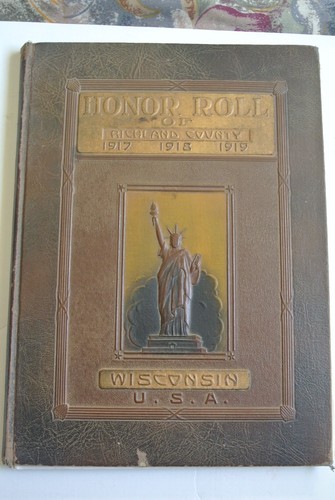 HONOR ROLL
OF
RICHLAND COUNTY
1917 1918 1919
WISCONSIN
U.S.A.